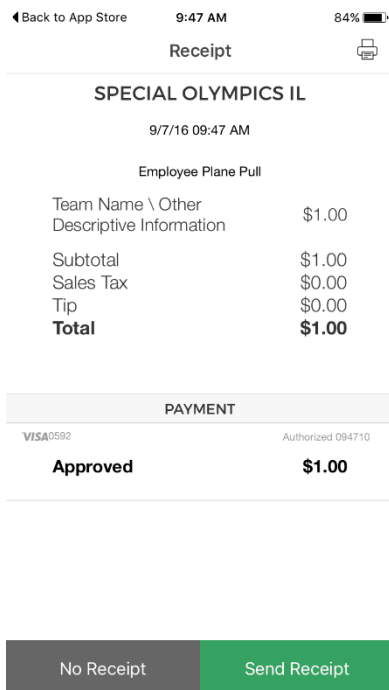 Back to App Store 9:47 AM 84%
Receipt
SPECIAL OLYMPICS IL
9/7/16 09:47 AM
Employee Plane Pull
Team Name \ Other
Descriptive Information $1.00
Subtotal $1.00
Sales Tax $0.00
Tip $0.00
Total $1.00
PAYMENT
VISA0592 Authorized 094710
Approved $1.00
No Receipt Send Receipt